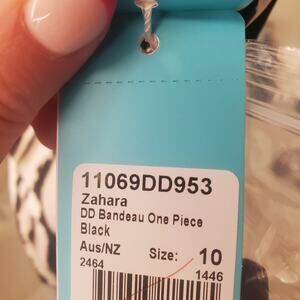 11069DD953
Zahara
DD Bandeau One Piece
Black
Aus/NZ Size: 10
2464 1446